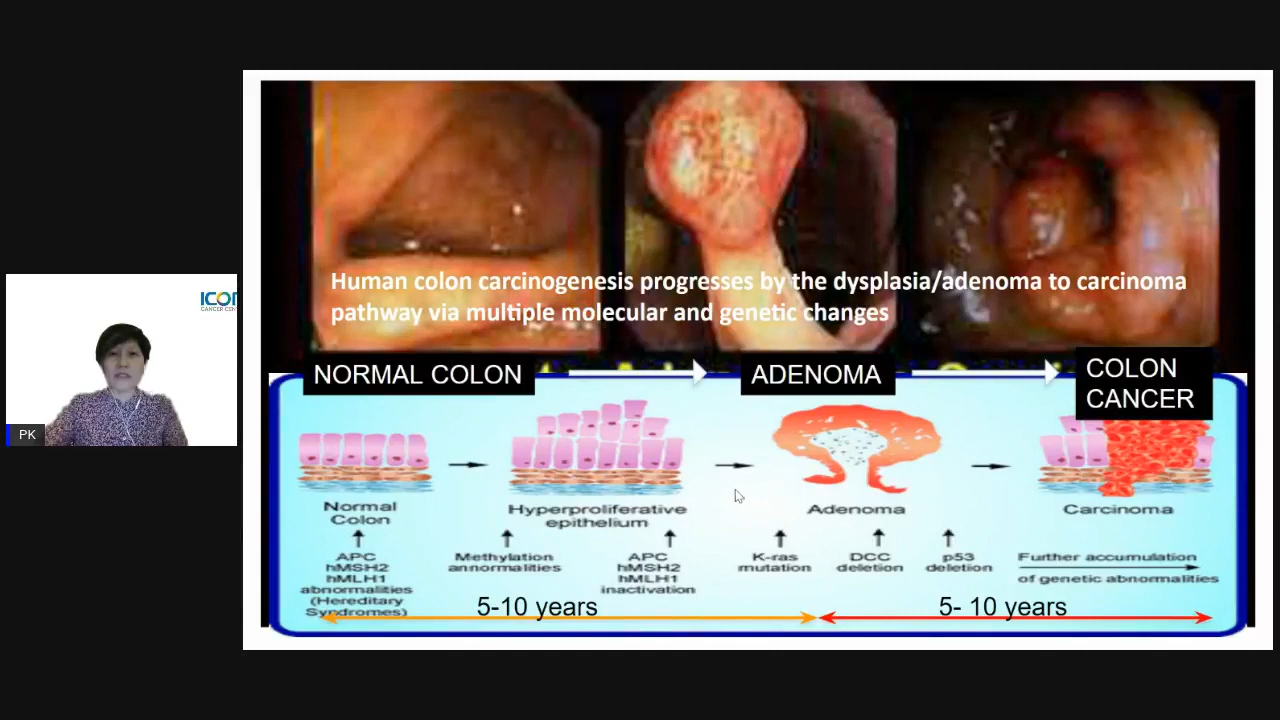 ICO
CANCER CEN
PK
Human colon carcinogenesis progresses by the dysplasia/adenoma to carcinoma
pathway via multiple molecular and genetic changes
NORMAL COLON
ADENOMA
COLON
CANCER
Normal
Colon
Hyperproliferative
epithelium
Adenoma
Carcinoma
APC
hMSH2
hMLH1
abnormalities
(Hereditary
Syndromes)
Methylation
annormalities
APC
hMSH2
hMLH1
inactivation
K-ras
mutation
DCC
deletion
p53
deletion
Further accumulation
of genetic abnormalities
5-10 years
5- 10 years